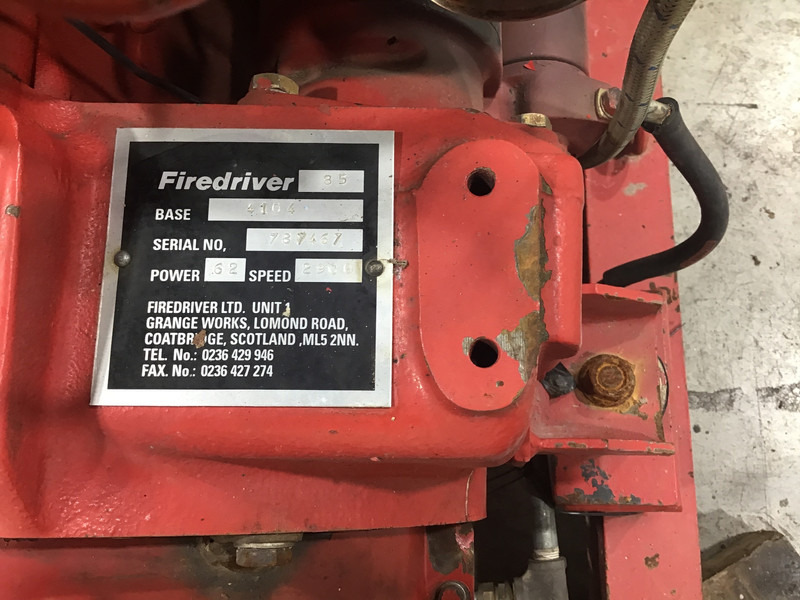 Firedriver 35
BASE 4104
SERIAL NO,
POWER 62 SPEED
FIREDRIVER LTD. UNIT 1
GRANGE WORKS, LOMOND ROAD,
COATBRIDGE, SCOTLAND ,ML5 2NN.
TEL. No.: 0236 429 946
FAX. No.: 0236 427 274